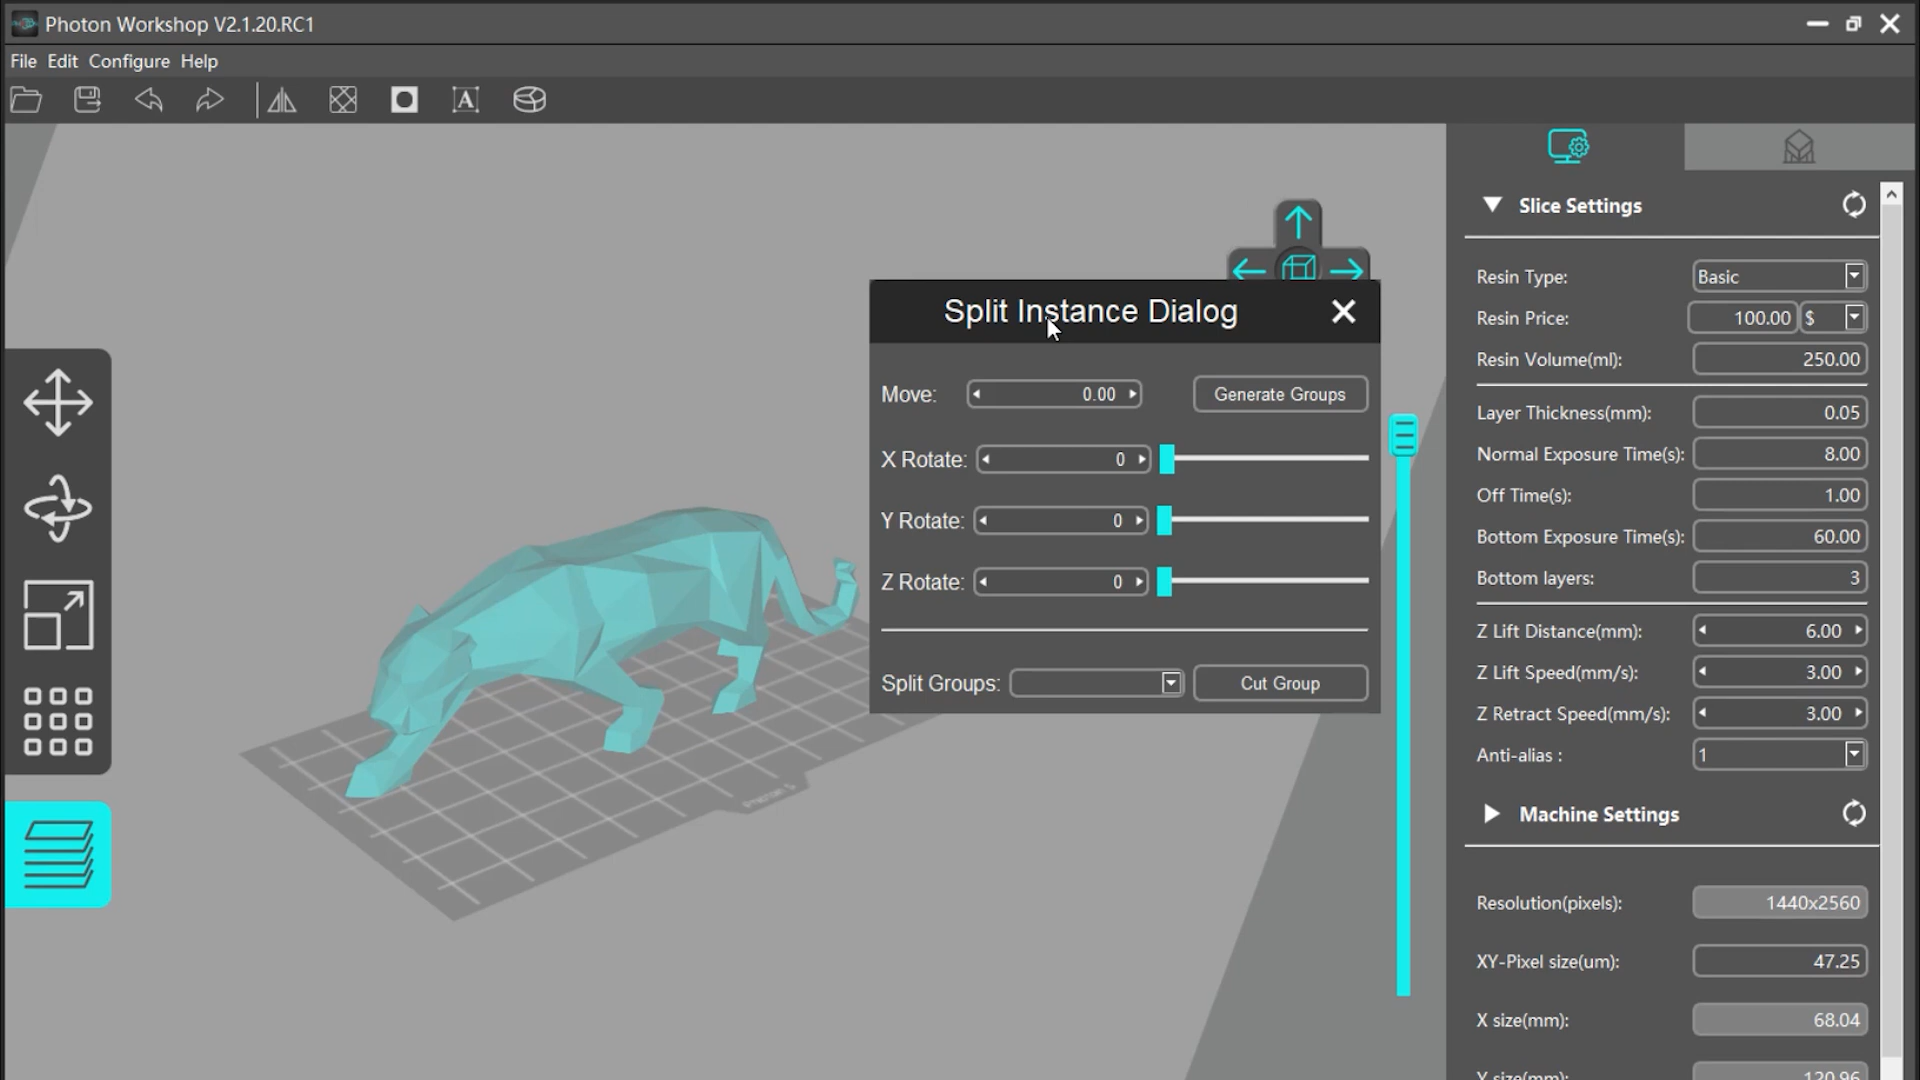 Photon Workshop V2.1.20.RC1
File Edit Configure Help
A
Slice Settings
Resin Type: Basic
Resin Price: 100.00 $
Resin Volume(ml): 250.00
Layer Thickness(mm): 0.05
Normal Exposure Time(s): 8.00
Off Time(s): 1.00
Bottom Exposure Time(s): 60.00
Bottom layers: 3
Z Lift Distance(mm): 6.00
Z Lift Speed(mm/s): 3.00
Z Retract Speed(mm/s): 3.00
Anti-alias : 1
Machine Settings
Resolution(pixels): 1440x2560
XY-Pixel size(um): 47.25
X size(mm): 68.04
Y size(mm): 120.96
Split Instance Dialog
Move: 0.00 Generate Groups
X Rotate: 0
Y Rotate: 0
Z Rotate: 0
Split Groups: Cut Group